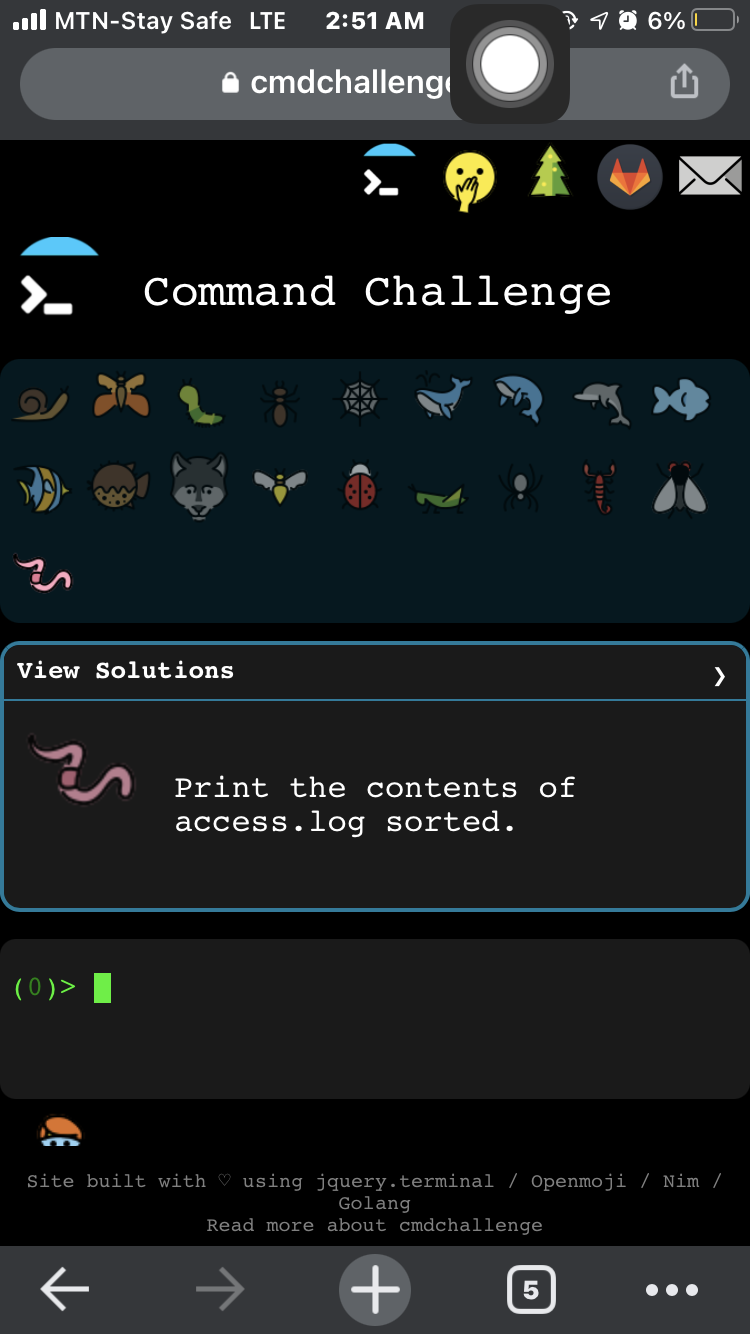 MTN-Stay Safe LTE 2:51 AM 6%
cmdchalleng
Command Challenge
View Solutions
Print the contents of
access.log sorted.
(0)>
Site built with ♡ using jquery.terminal / Openmoji / Nim /
Golang
Read more about cmdchallenge
5